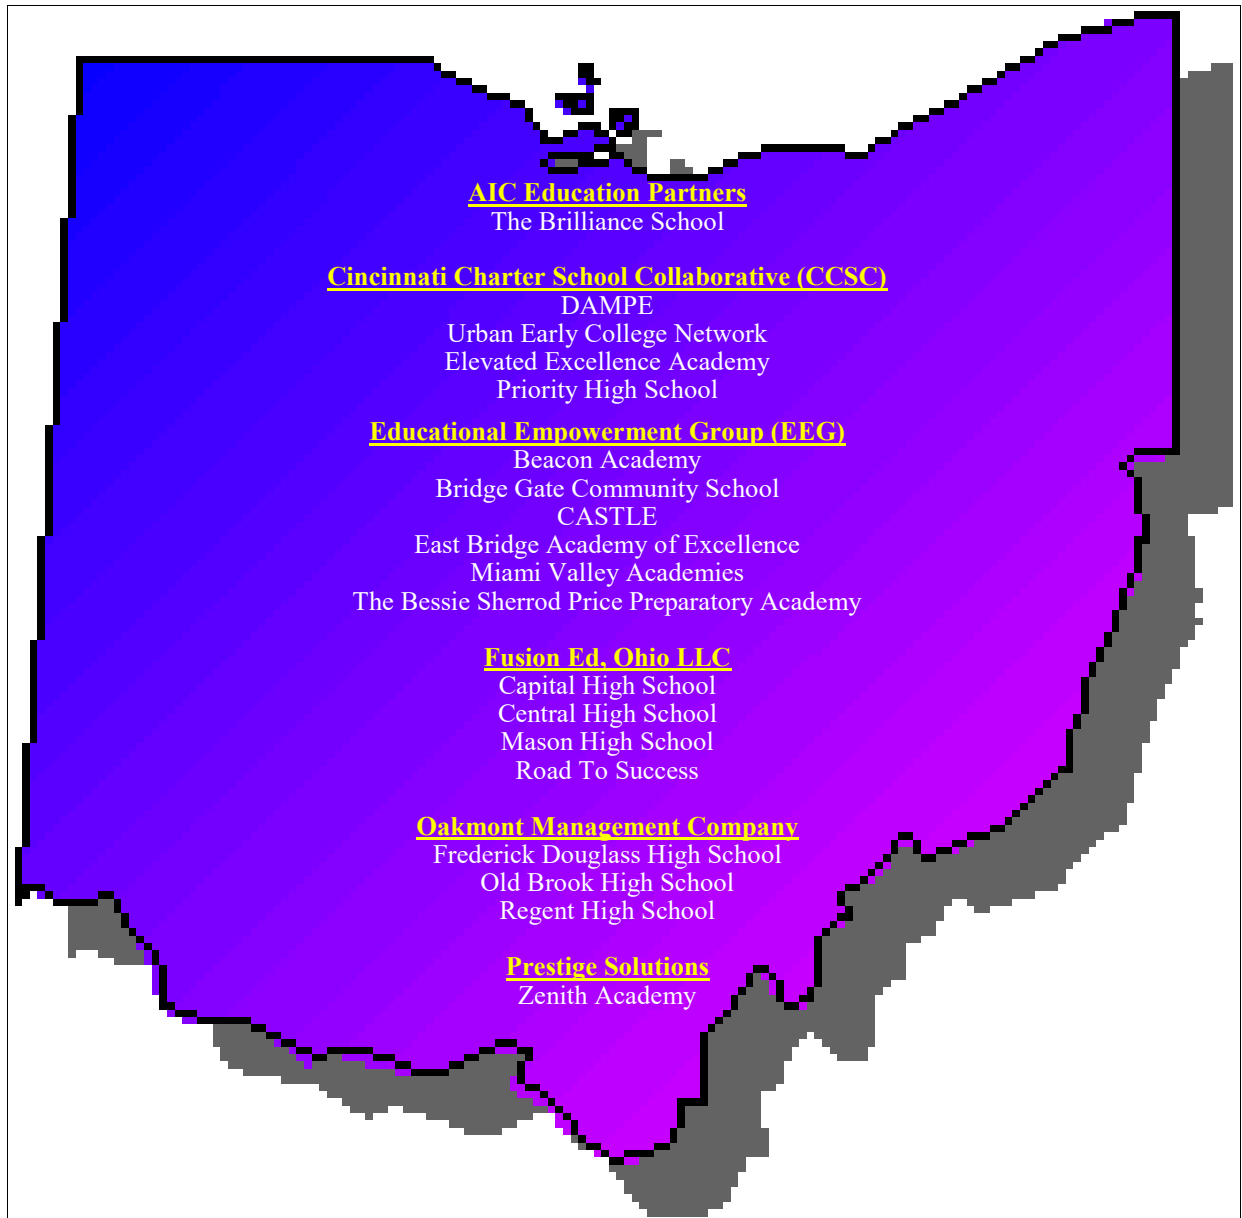 AIC Education Partners
The Brilliance School
Cincinnati Charter School Collaborative (CCSC)
DAMPE
Urban Early College Network
Elevated Excellence Academy
Priority High School
Educational Empowerment Group (EEG)
Beacon Academy
Bridge Gate Community School
CASTLE
East Bridge Academy of Excellence
Miami Valley Academies
The Bessie Sherrod Price Preparatory Academy
Fusion Ed, Ohio LLC
Capital High School
Central High School
Mason High School
Road To Success
Oakmont Management Company
Frederick Douglass High School
Old Brook High School
Regent High School
Prestige Solutions
Zenith Academy